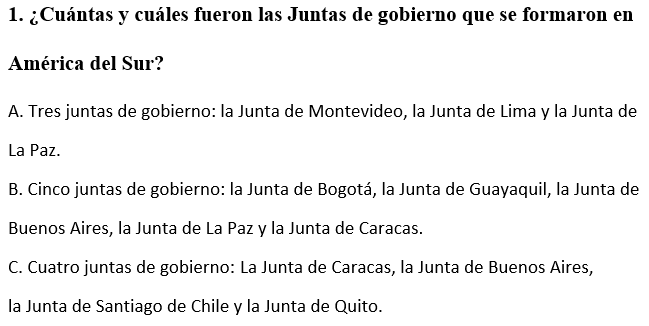 1. ¿Cuántas y cuáles fueron las Juntas de gobierno que se formaron en
América del Sur?
A. Tres juntas de gobierno: la Junta de Montevideo, la Junta de Lima y la Junta de
La Paz.
B. Cinco juntas de gobierno: la Junta de Bogotá, la Junta de Guayaquil, la Junta de
Buenos Aires, la Junta de La Paz y la Junta de Caracas.
C. Cuatro juntas de gobierno: La Junta de Caracas, la Junta de Buenos Aires,
la Junta de Santiago de Chile y la Junta de Quito.